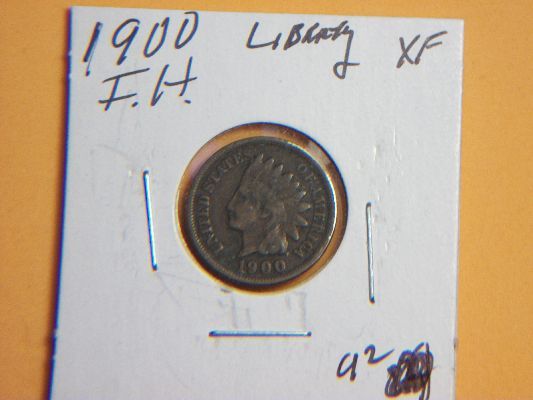 1900 LIBERTY XF
I.H.
UNITED STATES OF AMERICA
1900